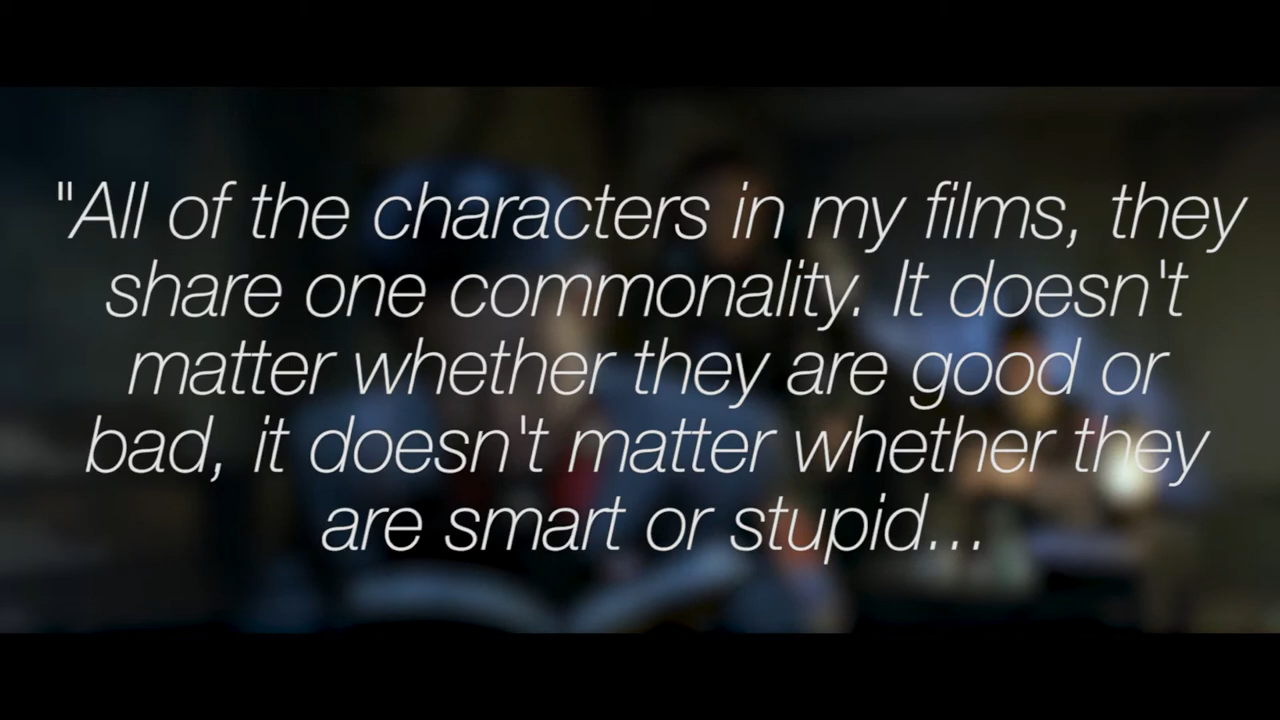 "All of the characters in my films, they
share one commonality. It doesn't
matter whether they are good or
bad, it doesn't matter whether they
are smart or stupid...